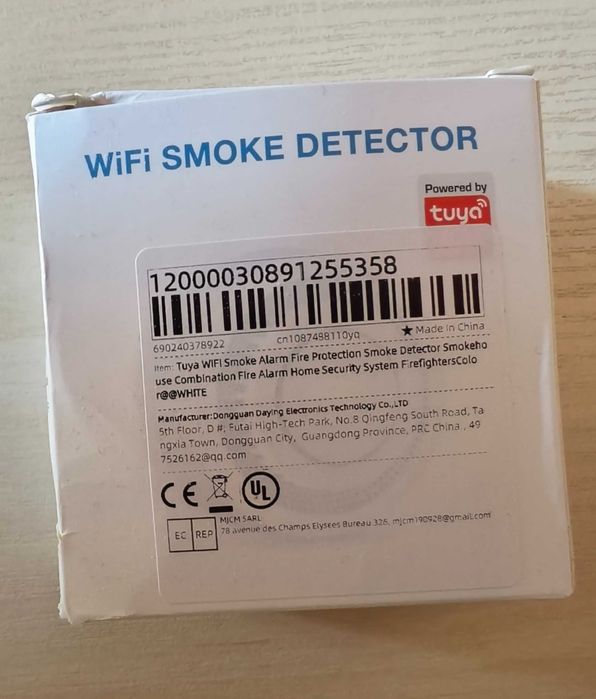 WiFi SMOKE DETECTOR
Powered by
tuya
12000030891255358
690240378922
cn1087488110yq
★ Made in China
Item: Tuya WIFI Smoke Alarm Fire Protection Smoke Detector Smokeho
use Combination Fire Alarm Home Security System FirefightersColo
r@@WHITE
Manufacturer:Dongguan Daying Electronics Technology Co.,LTD
5th Floor, D #, Futai High-Tech Park, No.8 Qingfeng South Road, Ta
ngxia Town, Dongguan City, Guangdong Province, PRC China , 49
7526162@qq.com
CE UL
EC REP
MJCM SARL
78 avenue des Champs Elysees Bureau 326, mjcm190928@gmail.com